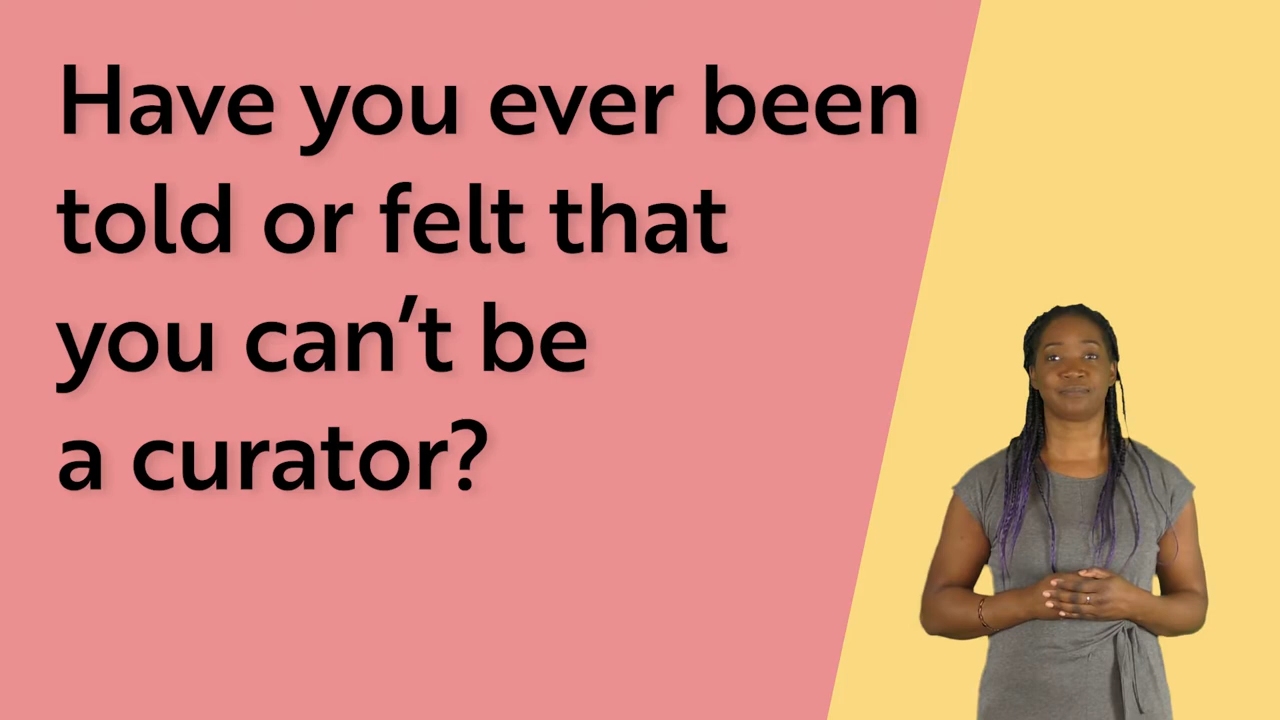 Have you ever been
told or felt that
you can’t be
a curator?